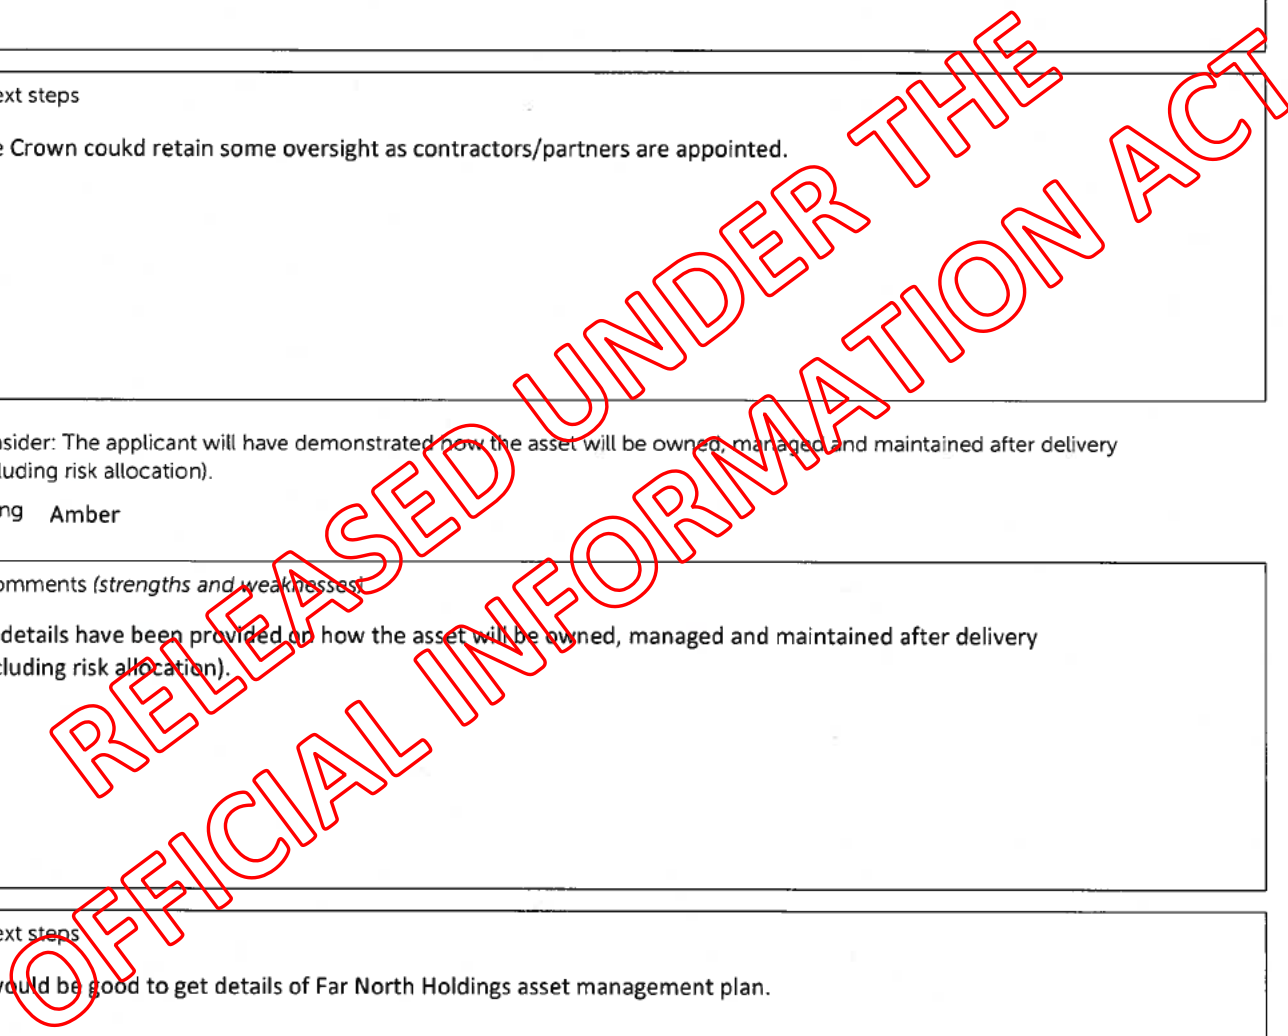 ext steps
e Crown coukd retain some oversight as contractors/partners are appointed.
nsider: The applicant will have demonstrated how the asset will be owned, managed and maintained after delivery
luding risk allocation).
ng Amber
omments (strengths and weaknesses)
details have been provided on how the asset will be owned, managed and maintained after delivery
cluding risk allocation).
ext steps
would be good to get details of Far North Holdings asset management plan.
RELEASED UNDER THE
OFFICIAL INFORMATION ACT